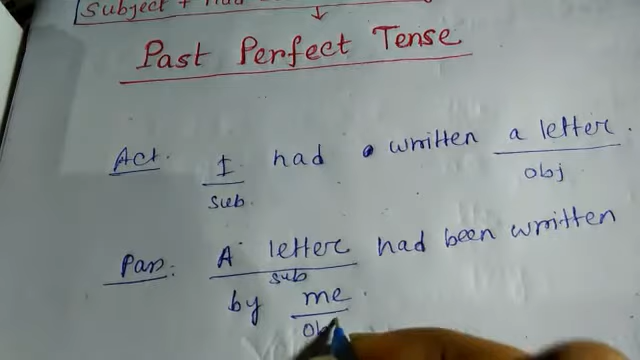 Subject + had
Past Perfect Tense
Act. I had written a letter.
sub. obj
Pas: A letter had been written
sub
by me.
ob